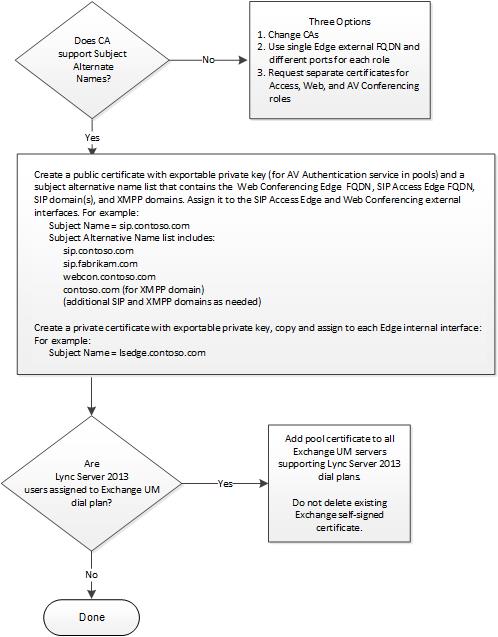 Does CA
support Subject
Alternate
Names?
No
Three Options
1. Change CAs
2. Use single Edge external FQDN and
different ports for each role
3. Request separate certificates for
Access, Web, and AV Conferencing
roles
Yes
Create a public certificate with exportable private key (for AV Authentication service in pools) and a
subject alternative name list that contains the Web Conferencing Edge FQDN, SIP Access Edge FQDN,
SIP domain(s), and XMPP domains. Assign it to the SIP Access Edge and Web Conferencing external
interfaces. For example:
Subject Name = sip.contoso.com
Subject Alternative Name list includes:
sip.contoso.com
sip.fabrikam.com
webcon.contoso.com
contoso.com (for XMPP domain)
(additional SIP and XMPP domains as needed)
Create a private certificate with exportable private key, copy and assign to each Edge internal interface:
For example:
Subject Name = lsedge.contoso.com
Are
Lync Server 2013
users assigned to Exchange UM
dial plan?
Yes
Add pool certificate to all
Exchange UM servers
supporting Lync Server 2013
dial plans.
Do not delete existing
Exchange self-signed
certificate.
No
Done